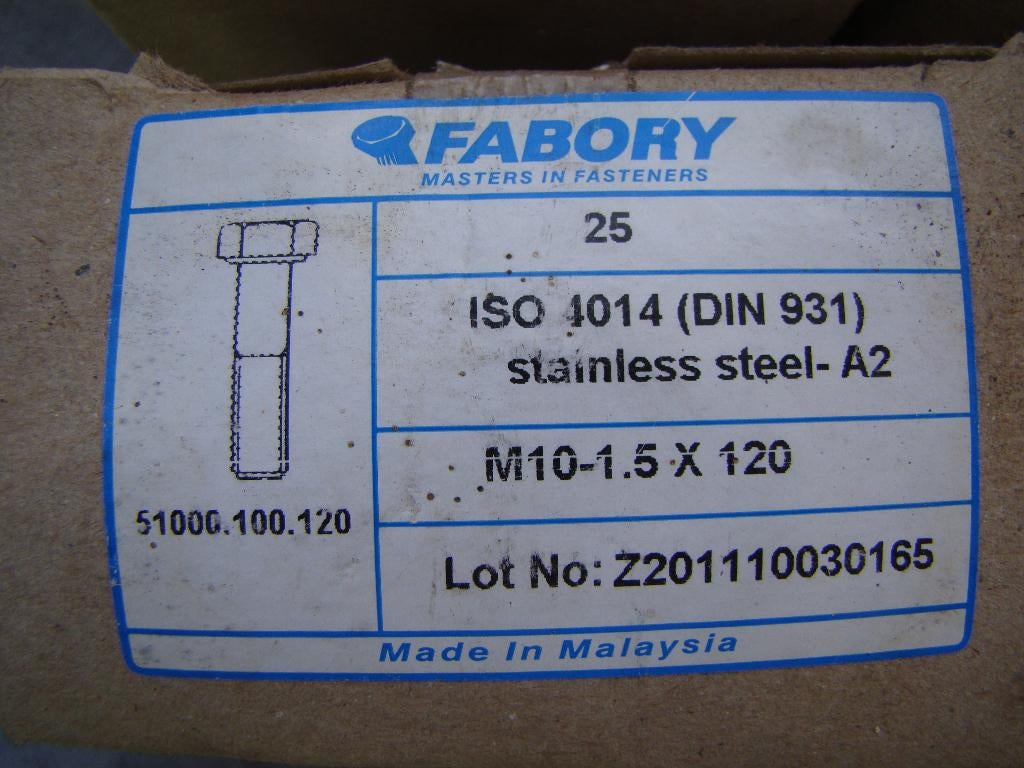 FABORY
MASTERS IN FASTENERS
25
ISO 4014 (DIN 931)
stainless steel- A2
M10-1.5 X 120
51000.100.120
Lot No: Z201110030165
Made In Malaysia